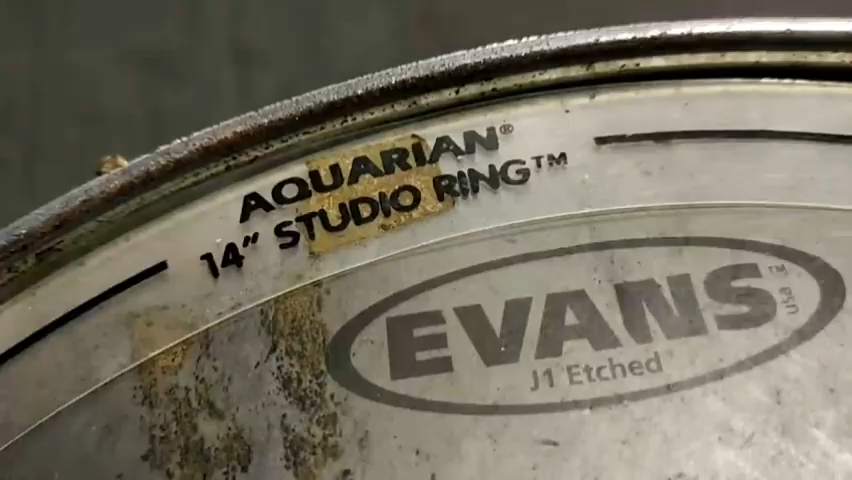 AQUARIAN®
14" STUDIO RING™
EVANS
usa
J1 Etched